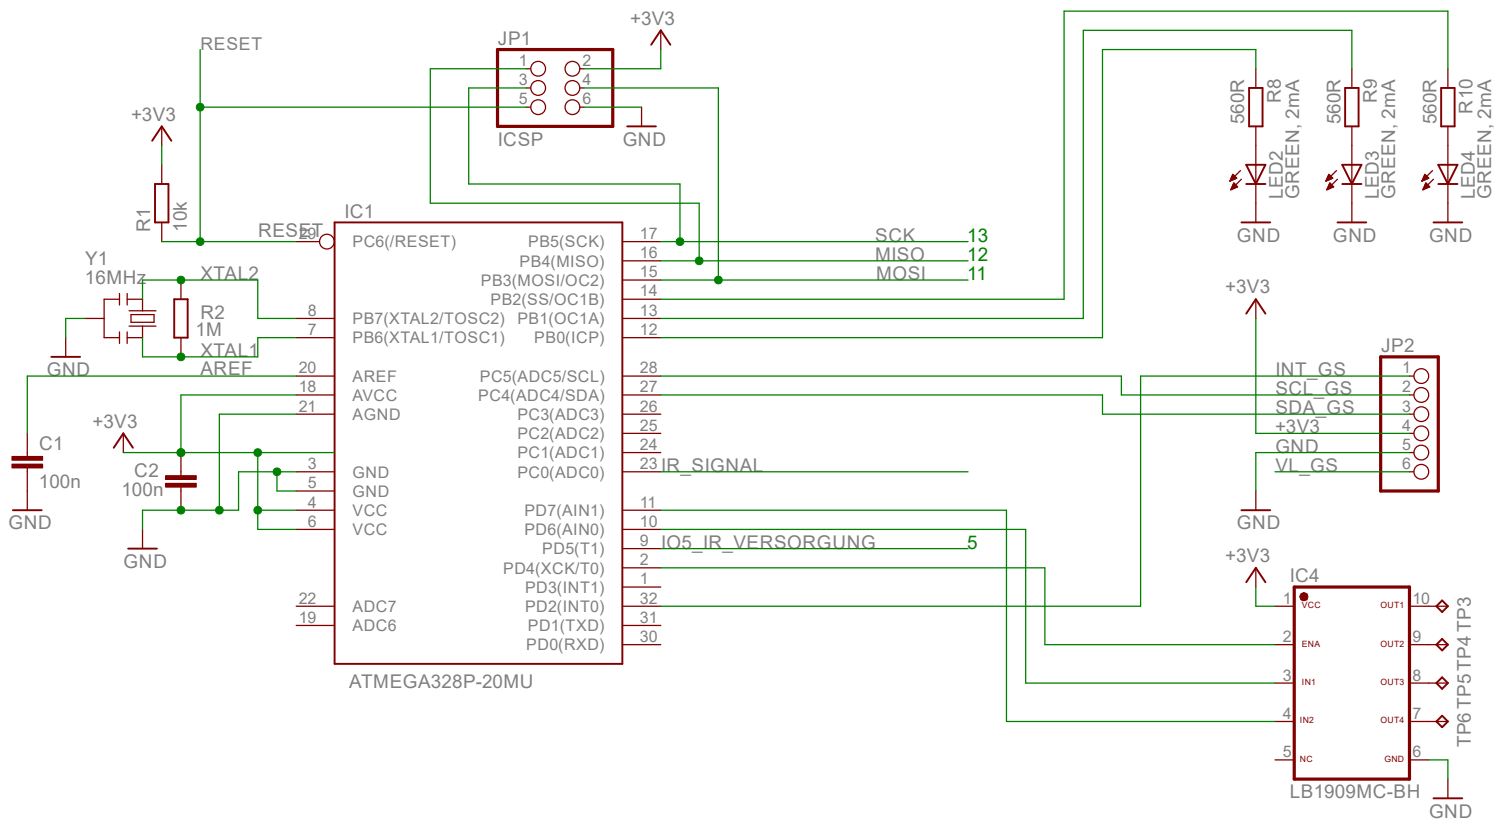 +3V3
JP1
RESET
1 2
3 4
5 6
ICSP
GND
+3V3
R1
10k
560R
R8
LED2
GREEN, 2mA
GND
560R
R9
LED3
GREEN, 2mA
GND
560R
R10
LED4
GREEN, 2mA
GND
IC1
RESET
29
PC6(/RESET)
PB5(SCK)
17
SCK
13
PB4(MISO)
16
MISO
12
PB3(MOSI/OC2)
15
MOSI
11
PB2(SS/OC1B)
14
PB1(OC1A)
13
PB0(ICP)
12
Y1
16MHz
XTAL2
R2
1M
XTAL1
GND
8
PB7(XTAL2/TOSC2)
7
PB6(XTAL1/TOSC1)
AREF
20
AREF
18
AVCC
21
AGND
PC5(ADC5/SCL)
28
PC4(ADC4/SDA)
27
PC3(ADC3)
26
PC2(ADC2)
25
PC1(ADC1)
24
PC0(ADC0)
23
IR_SIGNAL
+3V3
C1
100n
GND
C2
100n
GND
3
GND
5
GND
4
VCC
6
VCC
PD7(AIN1)
11
PD6(AIN0)
10
PD5(T1)
9
IO5_IR_VERSORGUNG
5
PD4(XCK/T0)
2
PD3(INT1)
1
PD2(INT0)
32
PD1(TXD)
31
PD0(RXD)
30
22
ADC7
19
ADC6
ATMEGA328P-20MU
+3V3
JP2
INT_GS
1
SCL_GS
2
SDA_GS
3
+3V3
4
GND
5
VL_GS
6
GND
+3V3
IC4
1 VCC OUT1 10
TP3
2 ENA OUT2 9
TP4
3 IN1 OUT3 8
TP5
4 IN2 OUT4 7
TP6
5 NC GND 6
LB1909MC-BH
GND